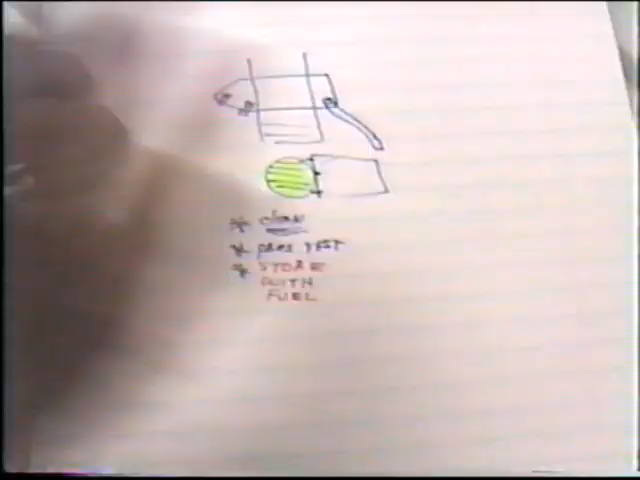 * clean
* pres TEST
* STORE
WITH
FUEL